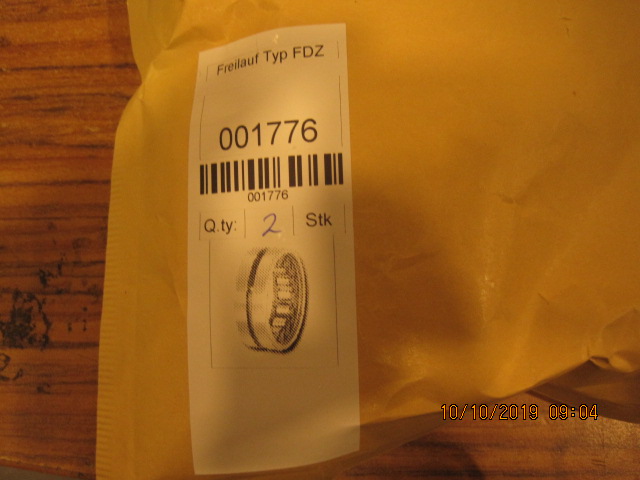 Freilauf Typ FDZ
001776
001776
Q.ty: 2 Stk
10/10/2019 09:04